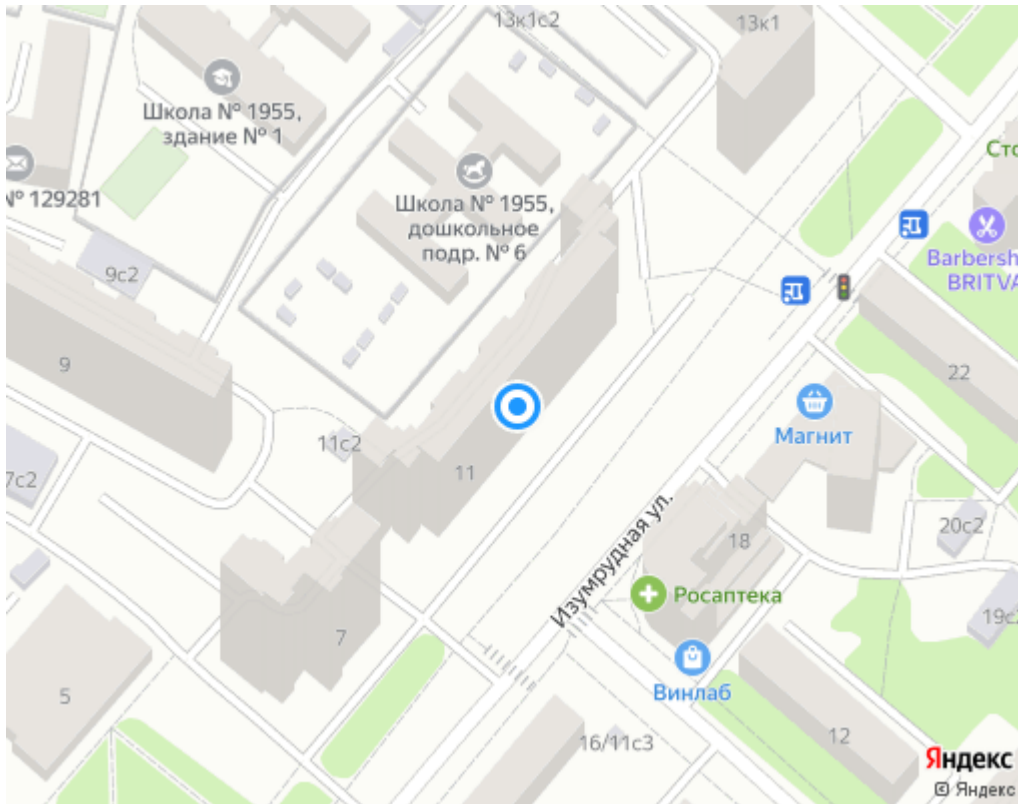 13к1с2
13к1
Школа № 1955,
здание № 1
Сто
№ 129281
Школа № 1955,
дошкольное
подр. № 6
Barbersh
BRITVA
9с2
9
22
Магнит
11с2
11
7с2
Изумрудная ул.
20с2
18
Росаптека
19с2
7
5
Винлаб
16/11с3
12
Яндекс
© Яндекс